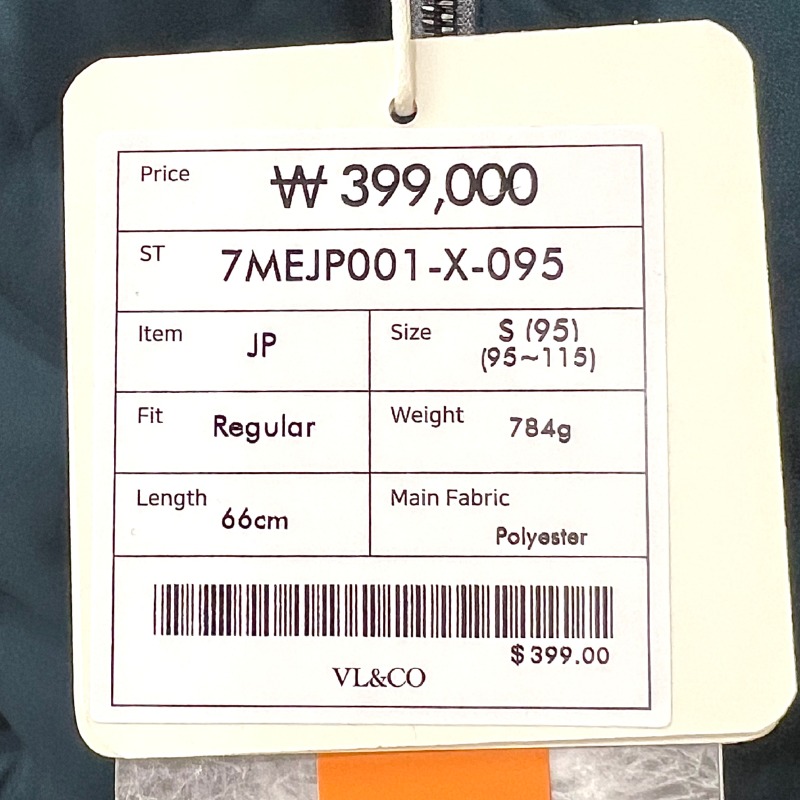 Price ₩ 399,000
ST 7MEJP001-X-095
Item JP Size S (95)
(95~115)
Fit Regular Weight 784g
Length 66cm Main Fabric
Polyester
$399.00
VL&CO